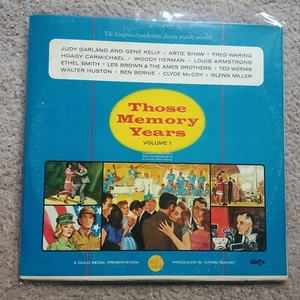 The Longines Symphonette Society proudly presents
JUDY GARLAND AND GENE KELLY • ARTIE SHAW • FRED WARING
HOAGY CARMICHAEL • WOODY HERMAN • LOUIS ARMSTRONG
ETHEL SMITH • LES BROWN & THE AMES BROTHERS • TED WEEMS
WALTER HUSTON • BEN BERNIE • CLYDE McCOY • GLENN MILLER
Those
Memory
Years
VOLUME 1
A GOLD MEDAL PRESENTATION
PRODUCED IN "LIVING SOUND"